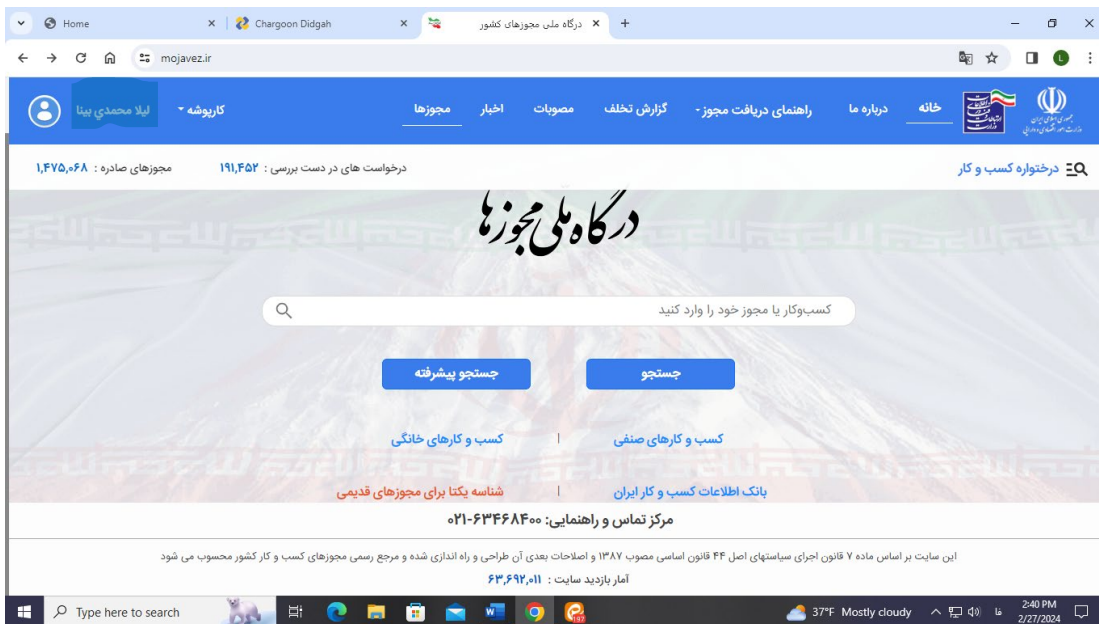 Home
Chargoon Didgah
درگاه ملی مجوزهای کشور
mojavez.ir
خانه
درباره ما
راهنمای دریافت مجوز
گزارش تخلف
مصوبات
اخبار
مجوزها
کارپوشه
لیلا محمدي بینا
درختواره کسب و کار
درخواست های در دست بررسی : ۱۹۱,۴۵۲
مجوزهای صادره : ۱,۴۷۵,۰۶۸
درگاه ملی مجوزها
کسب‌وکار یا مجوز خود را وارد کنید
جستجو
جستجو پیشرفته
کسب و کارهای صنفی | کسب و کارهای خانگی
بانک اطلاعات کسب و کار ایران | شناسه یکتا برای مجوزهای قدیمی
مرکز تماس و راهنمایی: ۰۲۱-۶۳۴۶۸۴۰۰
این سایت بر اساس ماده ۷ قانون اجرای سیاستهای اصل ۴۴ قانون اساسی مصوب ۱۳۸۷ و اصلاحات بعدی آن طراحی و راه اندازی شده و مرجع رسمی مجوزهای کسب و کار کشور محسوب می شود
آمار بازدید سایت : ۶۳,۶۹۲,۰۱۱
Type here to search
37°F Mostly cloudy
فا
2:40 PM
2/27/2024